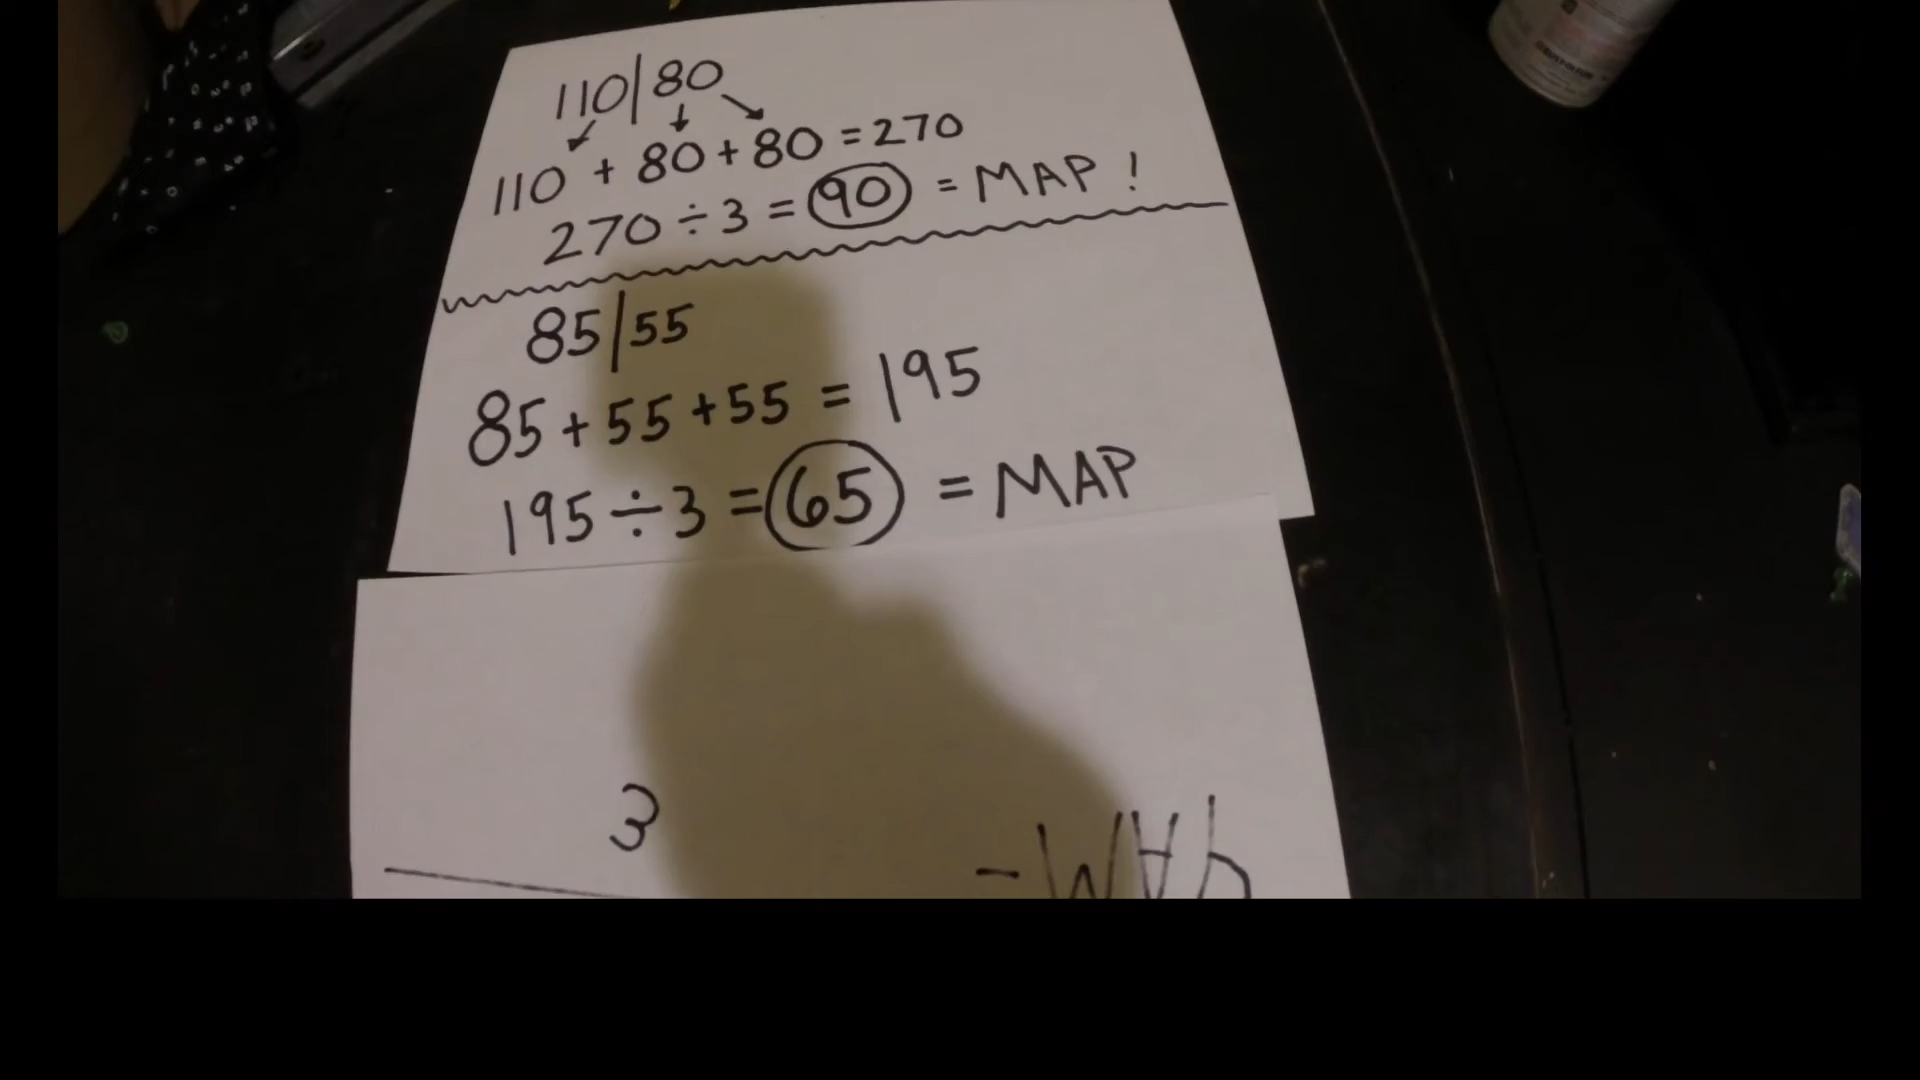 110|80
110 + 80 + 80 = 270
270 ÷ 3 = 90 = MAP!
85|55
85 + 55 + 55 = 195
195 ÷ 3 = 65 = MAP
3
- MAP